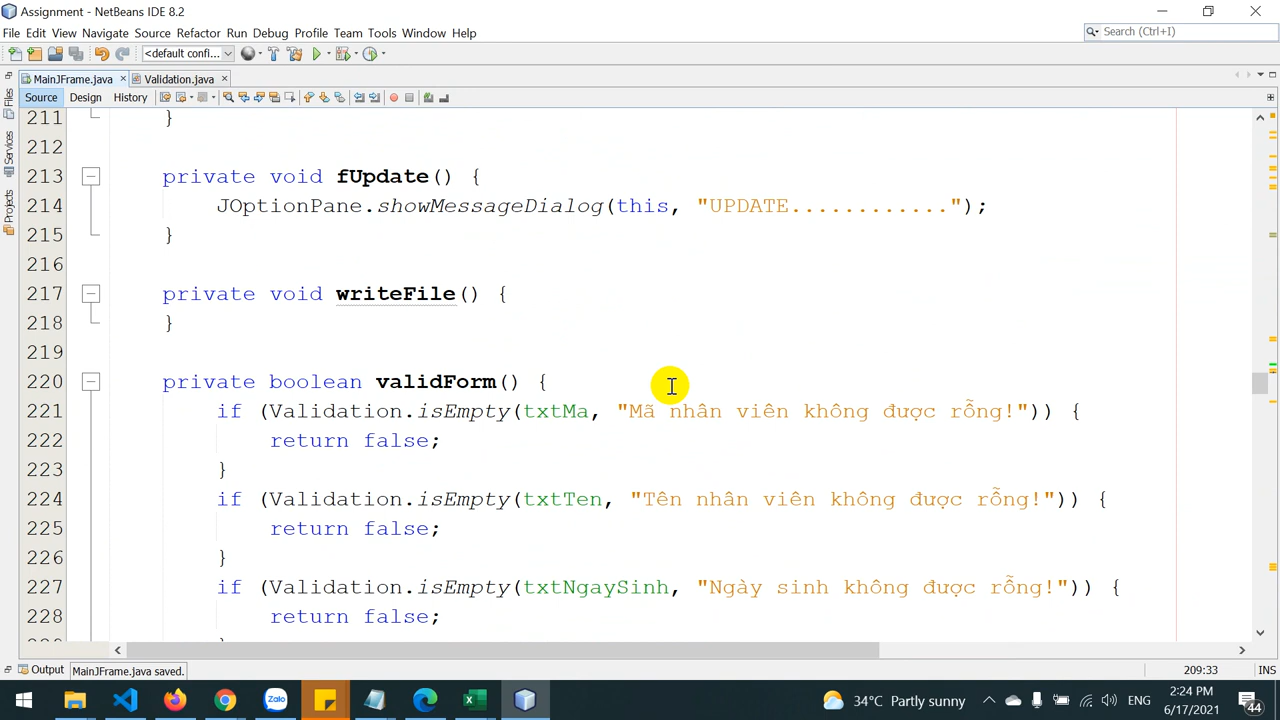 Assignment - NetBeans IDE 8.2
File Edit View Navigate Source Refactor Run Debug Profile Team Tools Window Help
Search (Ctrl+I)
<default confi...
MainJFrame.java Validation.java
Source Design History
Files
Services
Projects
211 }
212
213 private void fUpdate() {
214 JOptionPane.showMessageDialog(this, "UPDATE............");
215 }
216
217 private void writeFile() {
218 }
219
220 private boolean validForm() {
221 if (Validation.isEmpty(txtMa, "Mã nhân viên không được rỗng!")) {
222 return false;
223 }
224 if (Validation.isEmpty(txtTen, "Tên nhân viên không được rỗng!")) {
225 return false;
226 }
227 if (Validation.isEmpty(txtNgaySinh, "Ngày sinh không được rỗng!")) {
228 return false;
Output MainJFrame.java saved. 209:33 INS
Zalo 34°C Partly sunny ENG 2:24 PM
6/17/2021 44